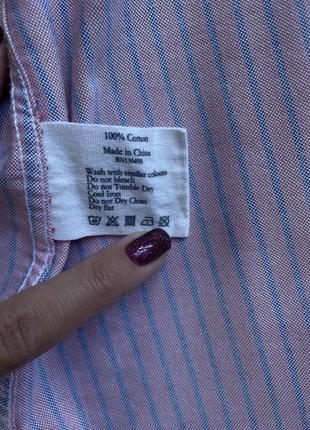 100% Cotton
Made in China
RN130498
Wash with similar colours
Do not bleach
Do not Tumble Dry
Cool Iron
Do not Dry Clean
Dry flat